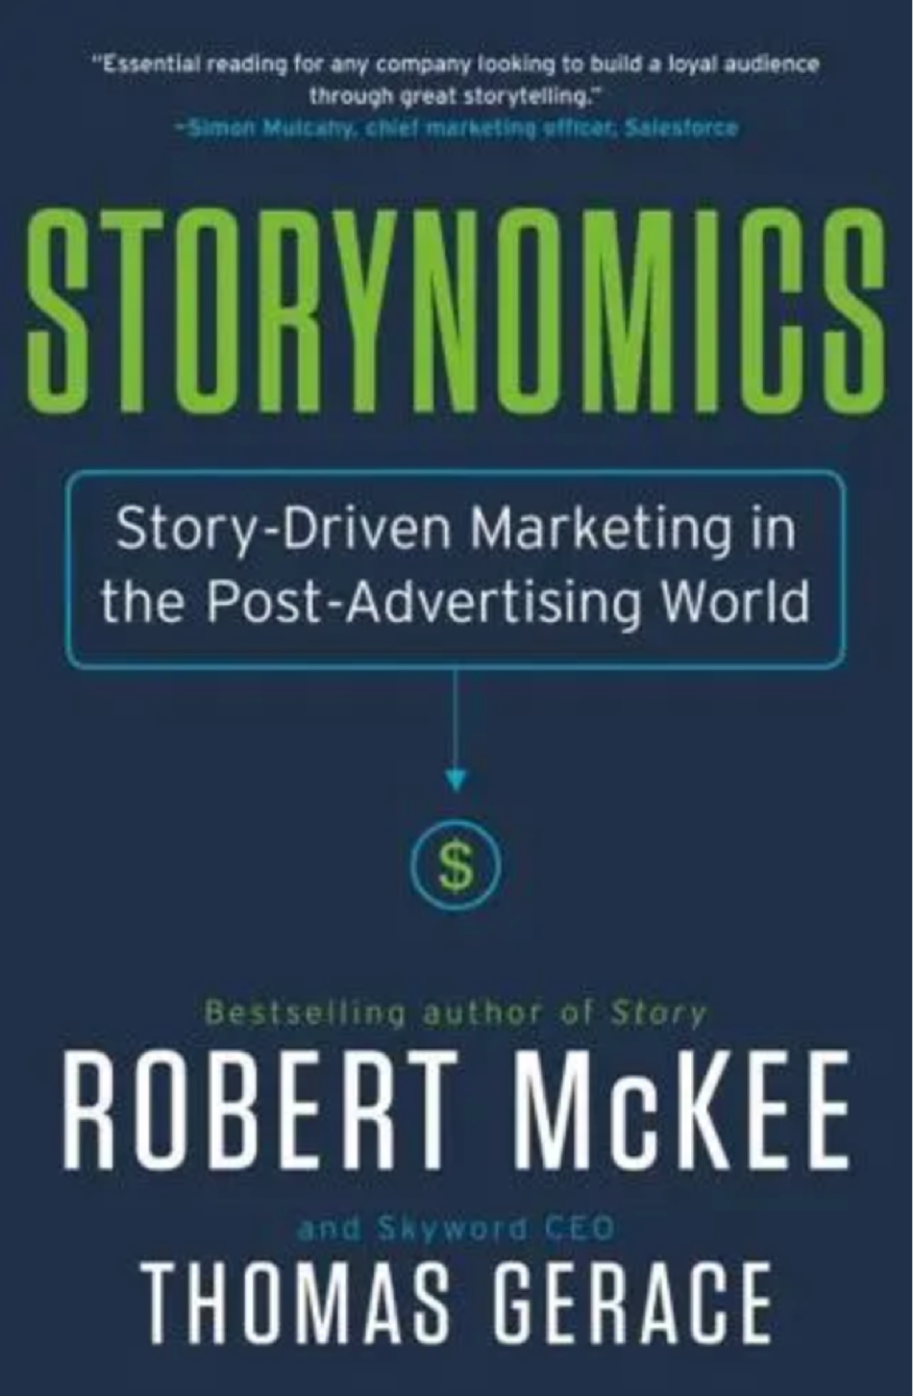 "Essential reading for any company looking to build a loyal audience
through great storytelling."
–Simon Mulcahy, chief marketing officer, Salesforce
STORYNOMICS
Story-Driven Marketing in
the Post-Advertising World
$
Bestselling author of Story
ROBERT McKEE
and Skyword CEO
THOMAS GERACE